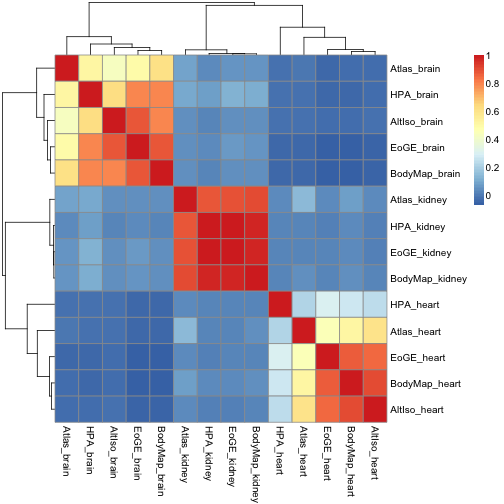 Atlas_brain
HPA_brain
AltIso_brain
EoGE_brain
BodyMap_brain
Atlas_kidney
HPA_kidney
EoGE_kidney
BodyMap_kidney
HPA_heart
Atlas_heart
EoGE_heart
BodyMap_heart
AltIso_heart
1
0.8
0.6
0.4
0.2
0
Atlas_brain
HPA_brain
AltIso_brain
EoGE_brain
BodyMap_brain
Atlas_kidney
HPA_kidney
EoGE_kidney
BodyMap_kidney
HPA_heart
Atlas_heart
EoGE_heart
BodyMap_heart
AltIso_heart